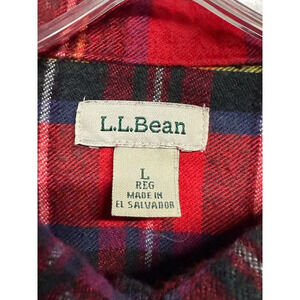 L.L.Bean
L
REG
MADE IN
EL SALVADOR